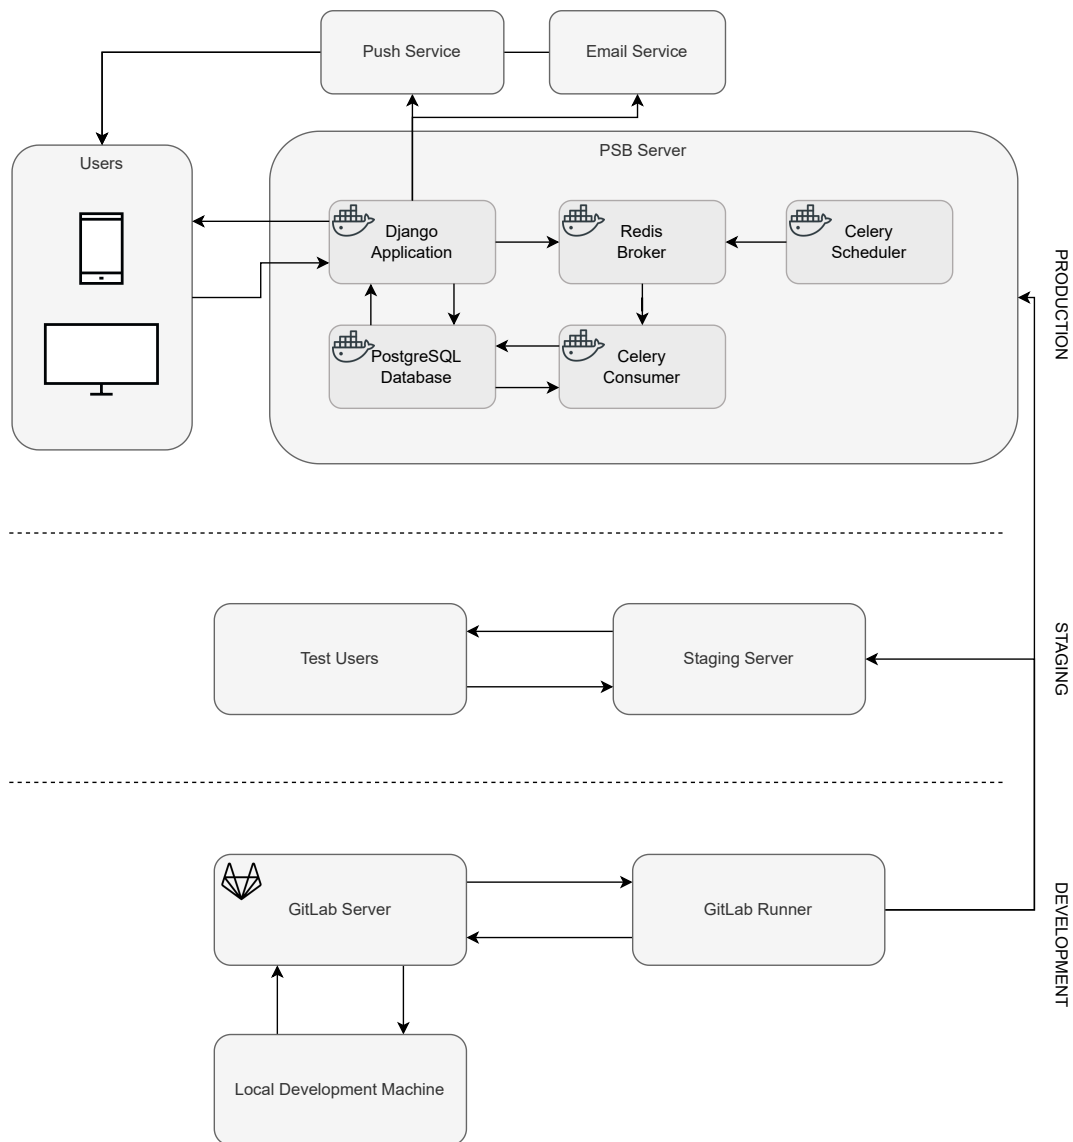 Push Service
Email Service
Users
PSB Server
Django
Application
Redis
Broker
Celery
Scheduler
PostgreSQL
Database
Celery
Consumer
PRODUCTION
Test Users
Staging Server
STAGING
GitLab Server
GitLab Runner
DEVELOPMENT
Local Development Machine